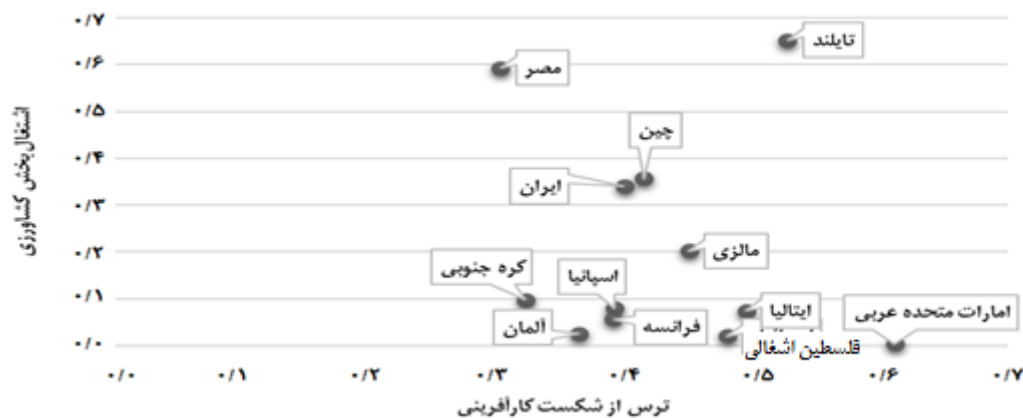 ۰/۷
۰/۶
۰/۵
۰/۴
۰/۳
۰/۲
۰/۱
۰/۰
اشتغال بخش کشاورزی
تایلند
مصر
چین
ایران
مالزی
کره جنوبی
اسپانیا
آلمان
فرانسه
ایتالیا
امارات متحده عربی
فلسطین اشغالی
۰/۰ ۰/۱ ۰/۲ ۰/۳ ۰/۴ ۰/۵ ۰/۶ ۰/۷
ترس از شکست کارآفرینی